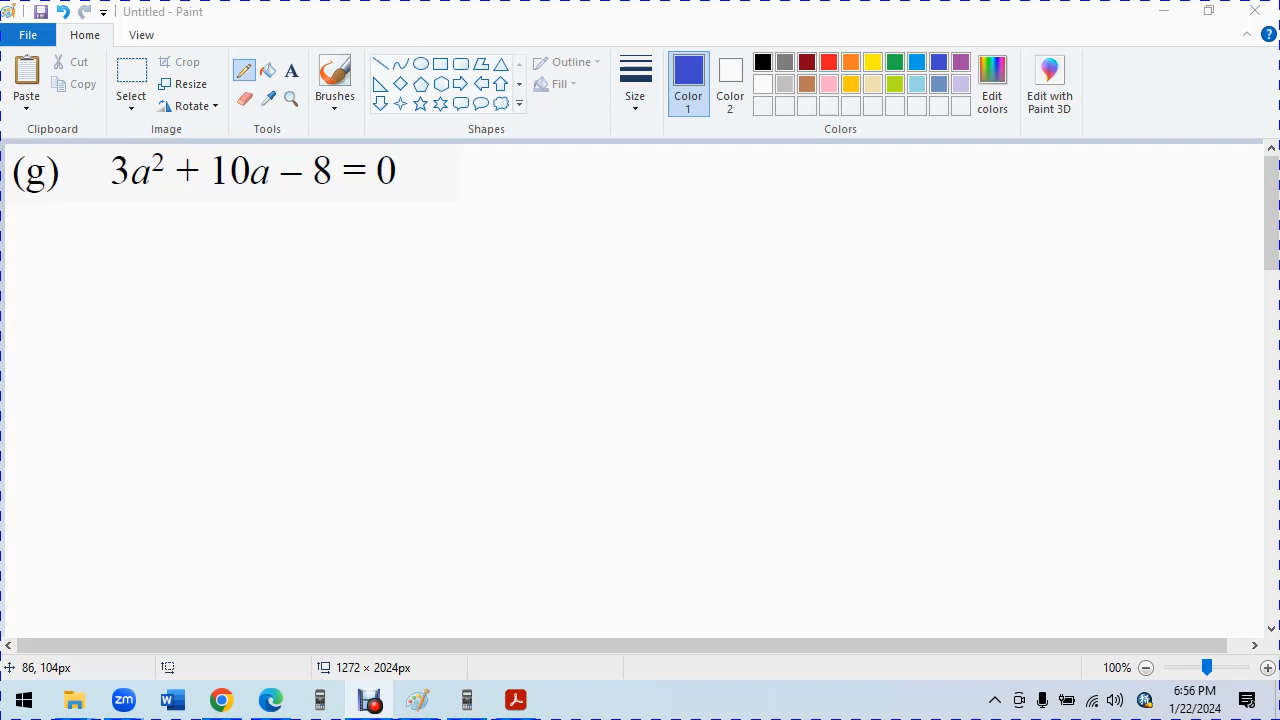 Untitled - Paint
File Home View
Paste
Cut
Copy
Clipboard
Select
Crop
Resize
Rotate
Image
A
Tools
Brushes
Outline
Fill
Shapes
Size
Color 1
Color 2
Edit colors
Edit with Paint 3D
Colors
(g) 3a² + 10a – 8 = 0
86, 104px
1272 × 2024px
100%
zm
W
6:56 PM
1/22/2024